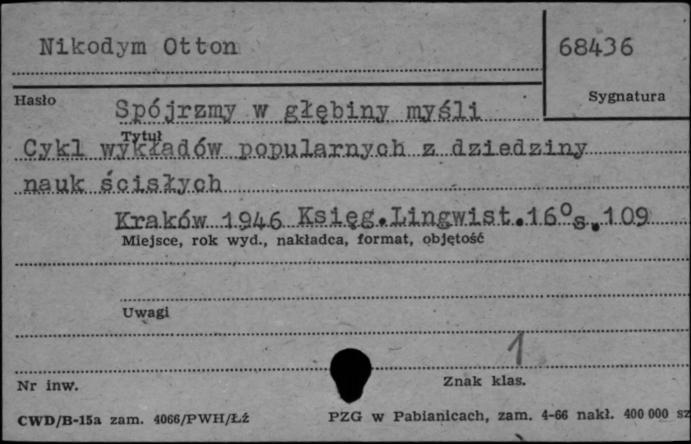 Nikodym Otton
68436
Hasło
Sygnatura
Spójrzmy w głębiny myśli
Tytuł
Cykl wykładów popularnych z dziedziny
nauk ścisłych
Kraków 1946 Księg.Lingwist.16°s.109
Miejsce, rok wyd., nakładca, format, objętość
Uwagi
1
Nr inw.
Znak klas.
CWD/B-15a zam. 4066/PWH/Łź
PZG w Pabianicach, zam. 4-66 nakł. 400 000 sz